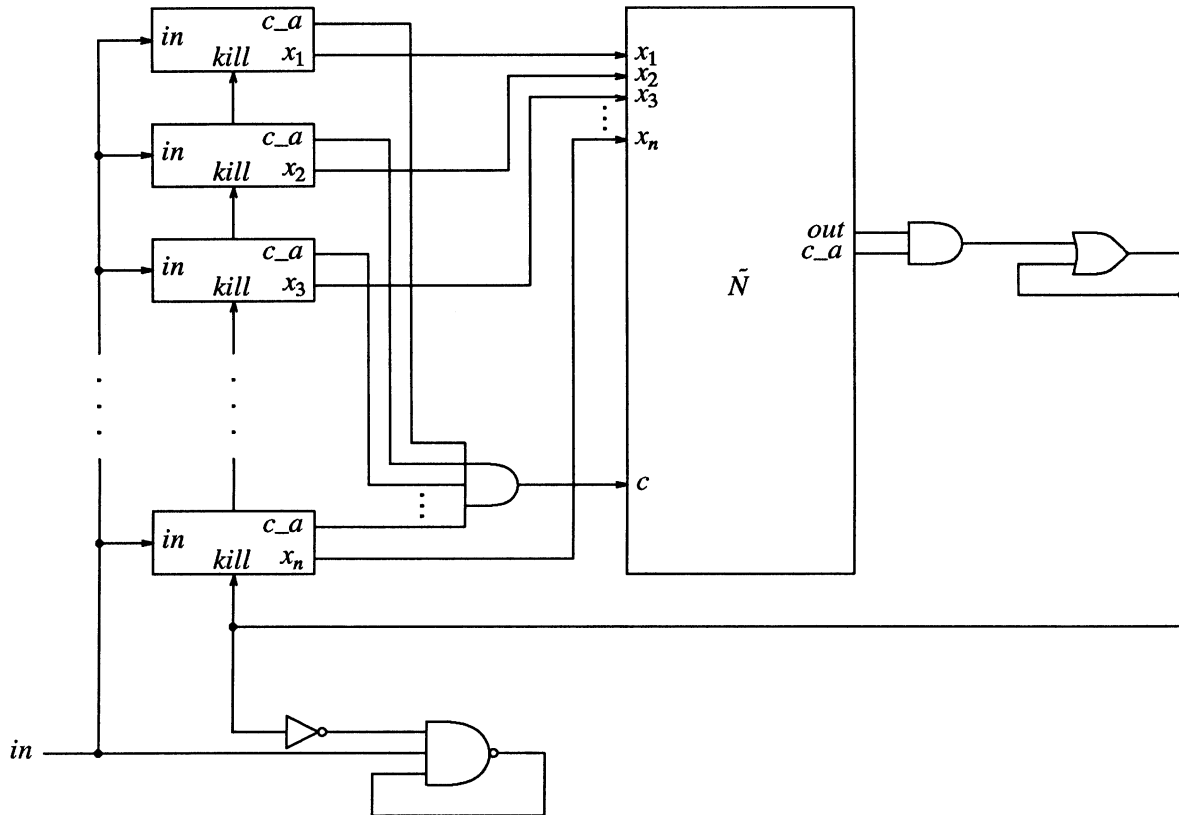 in c_a
kill x₁
in c_a
kill x₂
in c_a
kill x₃
in c_a
kill xₙ
x₁
x₂
x₃
xₙ
c
Ñ
out
c_a
in